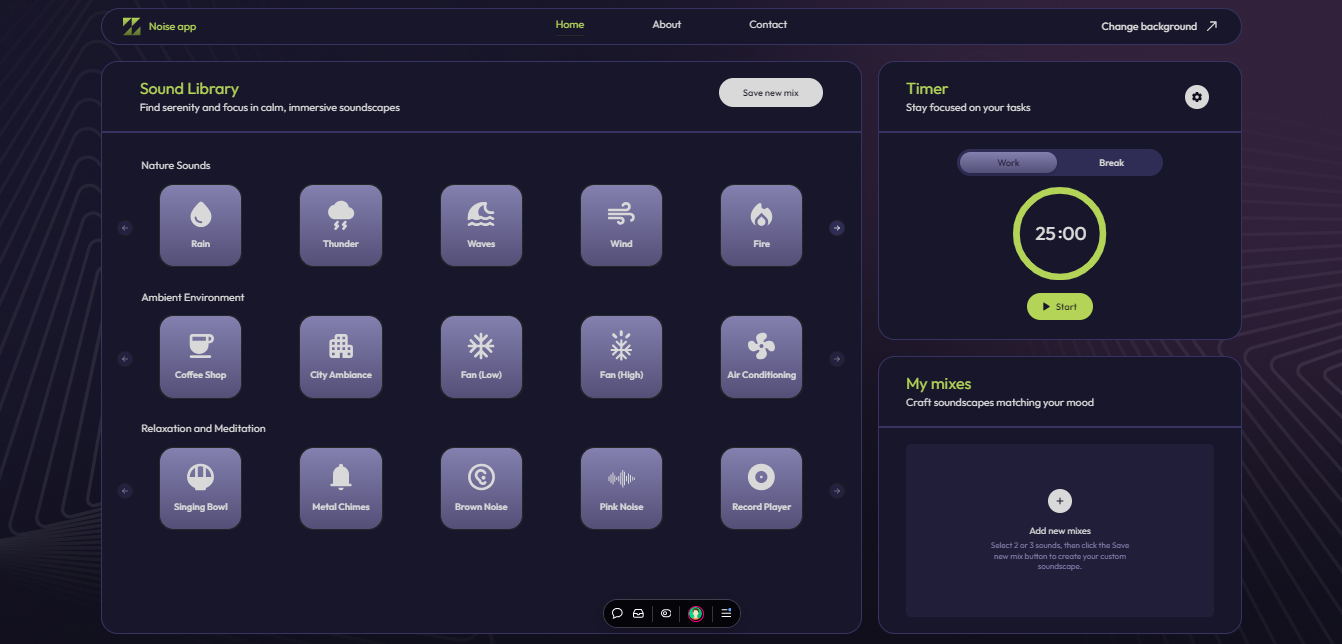 Noise app
Home
About
Contact
Change background
Sound Library
Find serenity and focus in calm, immersive soundscapes
Save new mix
Nature Sounds
Rain
Thunder
Waves
Wind
Fire
Ambient Environment
Coffee Shop
City Ambiance
Fan (Low)
Fan (High)
Air Conditioning
Relaxation and Meditation
Singing Bowl
Metal Chimes
Brown Noise
Pink Noise
Record Player
Timer
Stay focused on your tasks
Work
Break
25:00
Start
My mixes
Craft soundscapes matching your mood
Add new mixes
Select 2 or 3 sounds, then click the Save
new mix button to create your custom
soundscape.